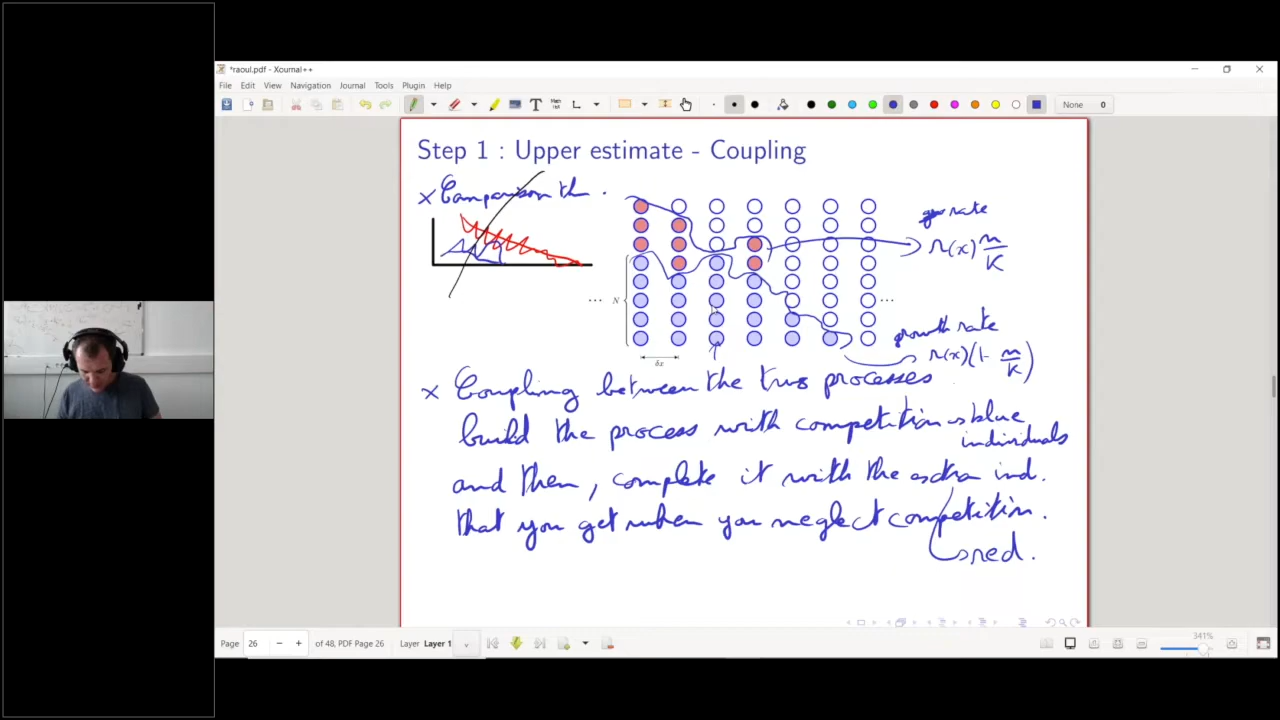 *raoul.pdf - Xournal++
File Edit View Navigation Journal Tools Plugin Help
None 0
Step 1 : Upper estimate - Coupling
x Comparison th .
rate
r(x) n/K
N
...
...
δx
growth rate
r(x)(1- n/K)
x Coupling between the two processes
build the process with competition → blue individuals
and then, complete it with the extra ind.
that you get when you neglect competition.
→ red.
Page 26 of 48, PDF Page 26 Layer Layer 1
341%